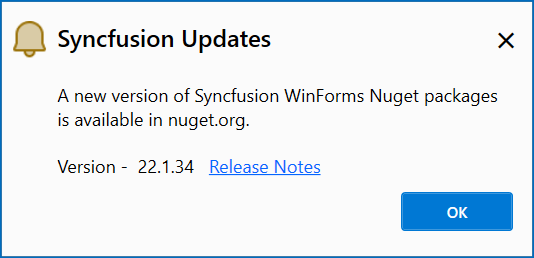 Syncfusion Updates
A new version of Syncfusion WinForms Nuget packages
is available in nuget.org.
Version - 22.1.34 Release Notes
OK